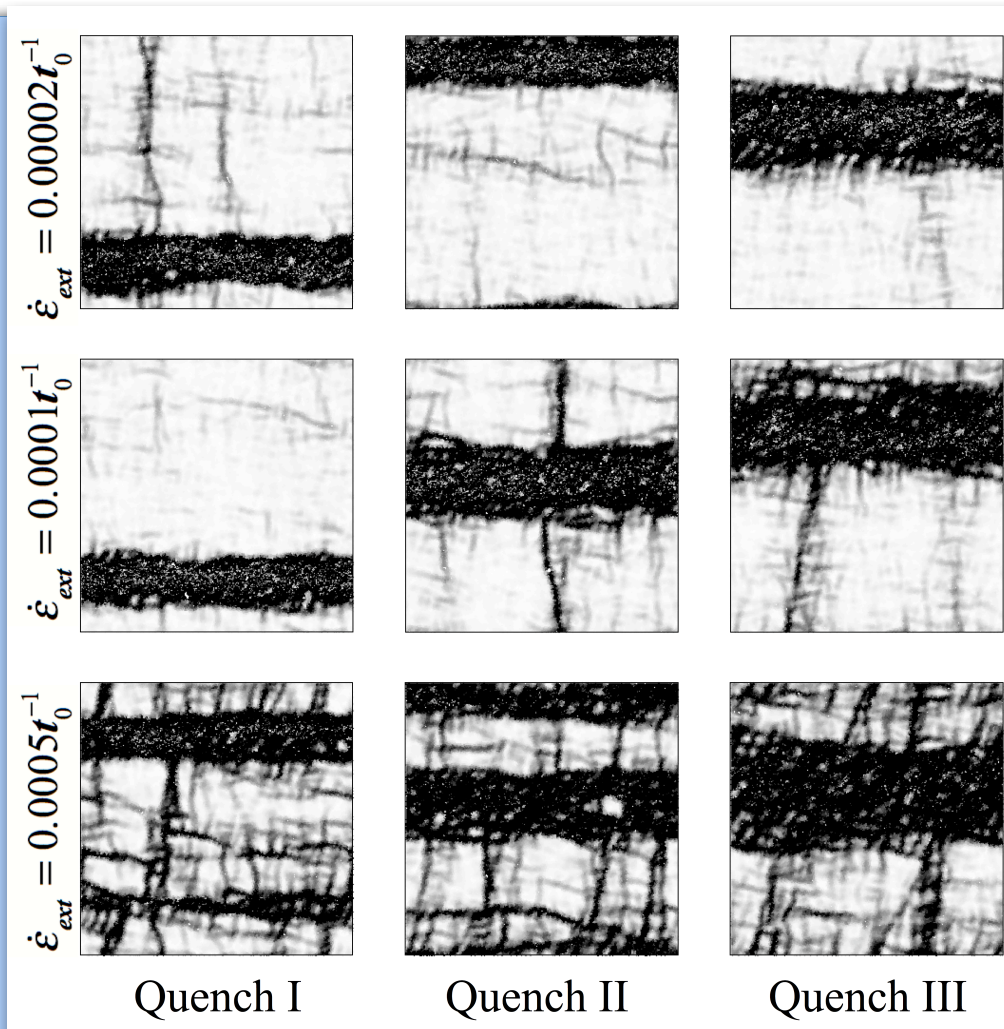 ε̇ext = 0.00002t₀⁻¹
ε̇ext = 0.0001t₀⁻¹
ε̇ext = 0.0005t₀⁻¹
Quench I
Quench II
Quench III